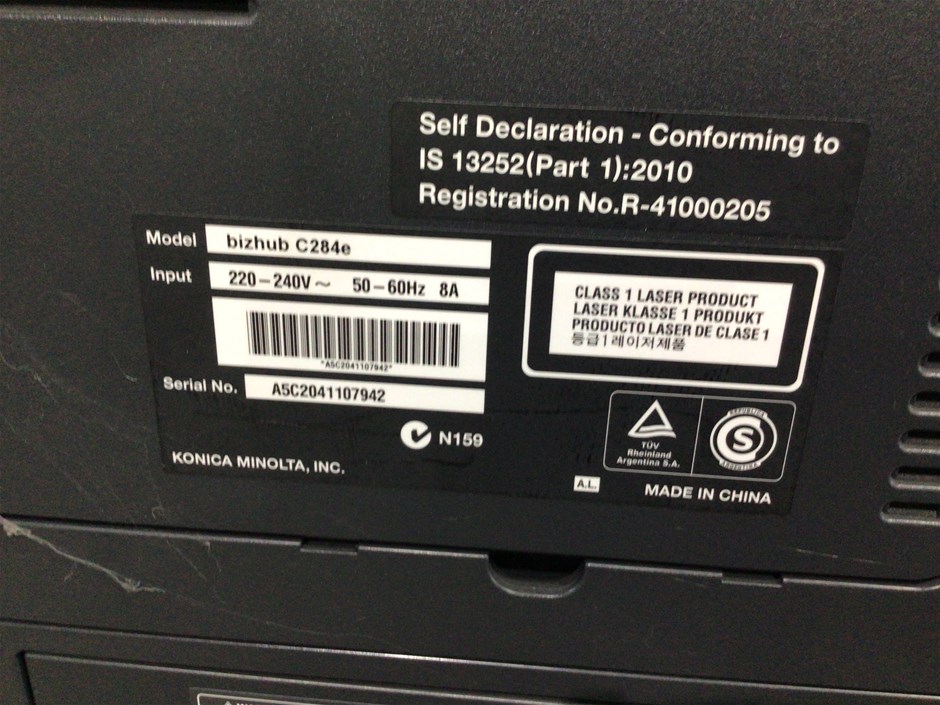 Self Declaration - Conforming to
IS 13252(Part 1):2010
Registration No.R-41000205
Model bizhub C284e
Input 220-240V～ 50-60Hz 8A
*A5C2041107942*
Serial No. A5C2041107942
N159
KONICA MINOLTA, INC.
CLASS 1 LASER PRODUCT
LASER KLASSE 1 PRODUKT
PRODUCTO LASER DE CLASE 1
등급1레이저제품
TÜV
Rheinland
Argentina S.A.
REPUBLICA
S
ARGENTINA
A.L.
MADE IN CHINA